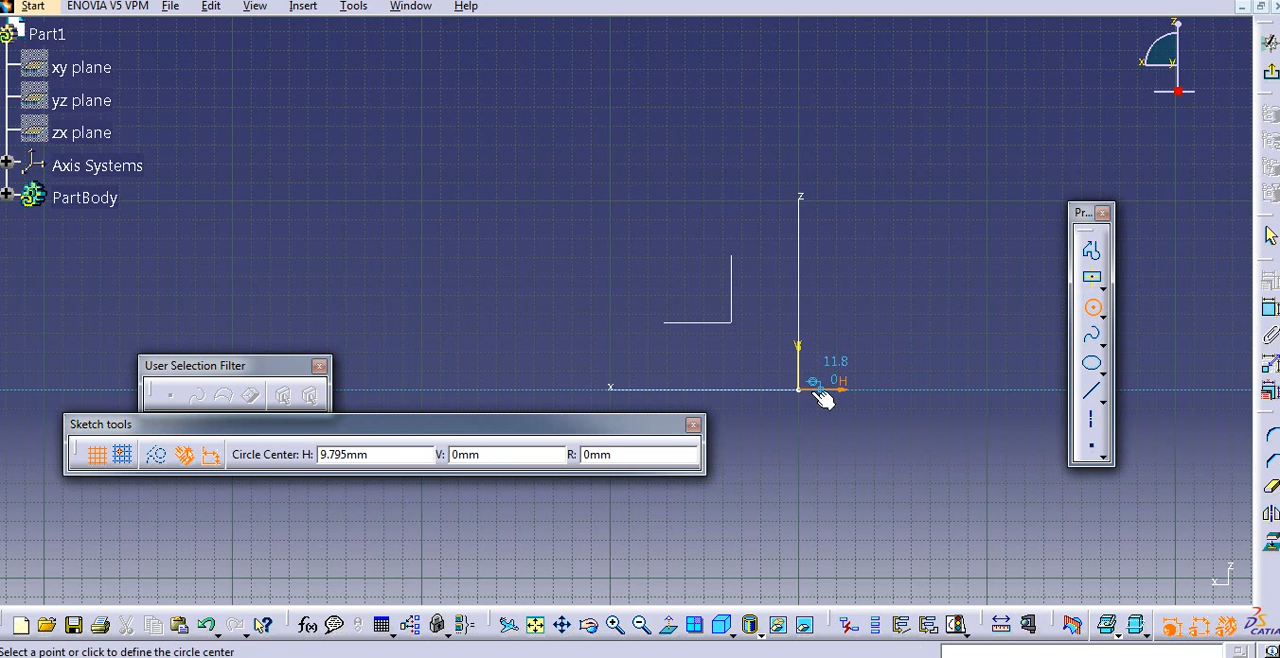 Start ENOVIA V5 VPM File Edit View Insert Tools Window Help
Part1
xy plane
yz plane
zx plane
Axis Systems
PartBody
z
x y
Pr...
z
V
x
11.8
0H
User Selection Filter
Sketch tools
Circle Center: H: 9.795mm V: 0mm R: 0mm
z
x
f(x)
CATIA
Select a point or click to define the circle center